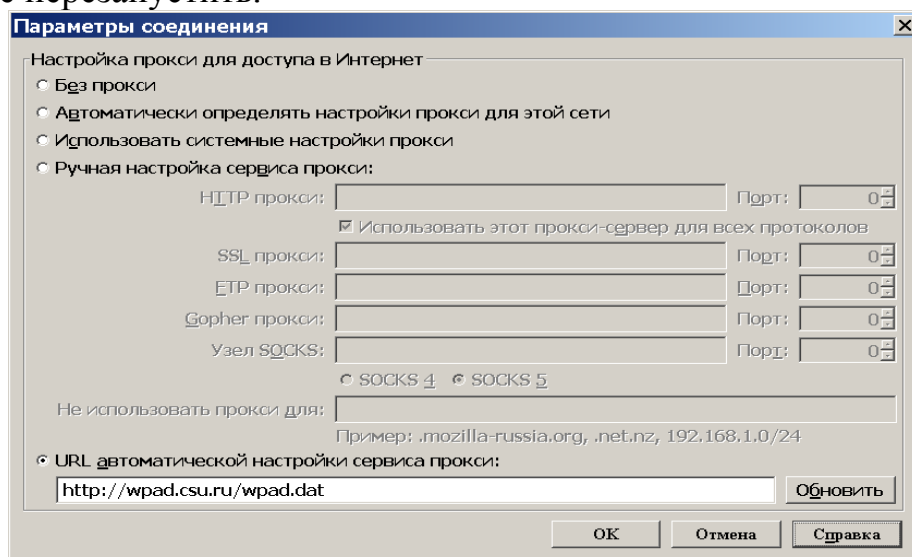 перезапустить.
Параметры соединения
Настройка прокси для доступа в Интернет
Без прокси
Автоматически определять настройки прокси для этой сети
Использовать системные настройки прокси
Ручная настройка сервиса прокси:
HTTP прокси: Порт: 0
Использовать этот прокси-сервер для всех протоколов
SSL прокси: Порт: 0
FTP прокси: Порт: 0
Gopher прокси: Порт: 0
Узел SOCKS: Порт: 0
SOCKS 4 SOCKS 5
Не использовать прокси для:
Пример: .mozilla-russia.org, .net.nz, 192.168.1.0/24
URL автоматической настройки сервиса прокси:
http://wpad.csu.ru/wpad.dat Обновить
OK Отмена Справка